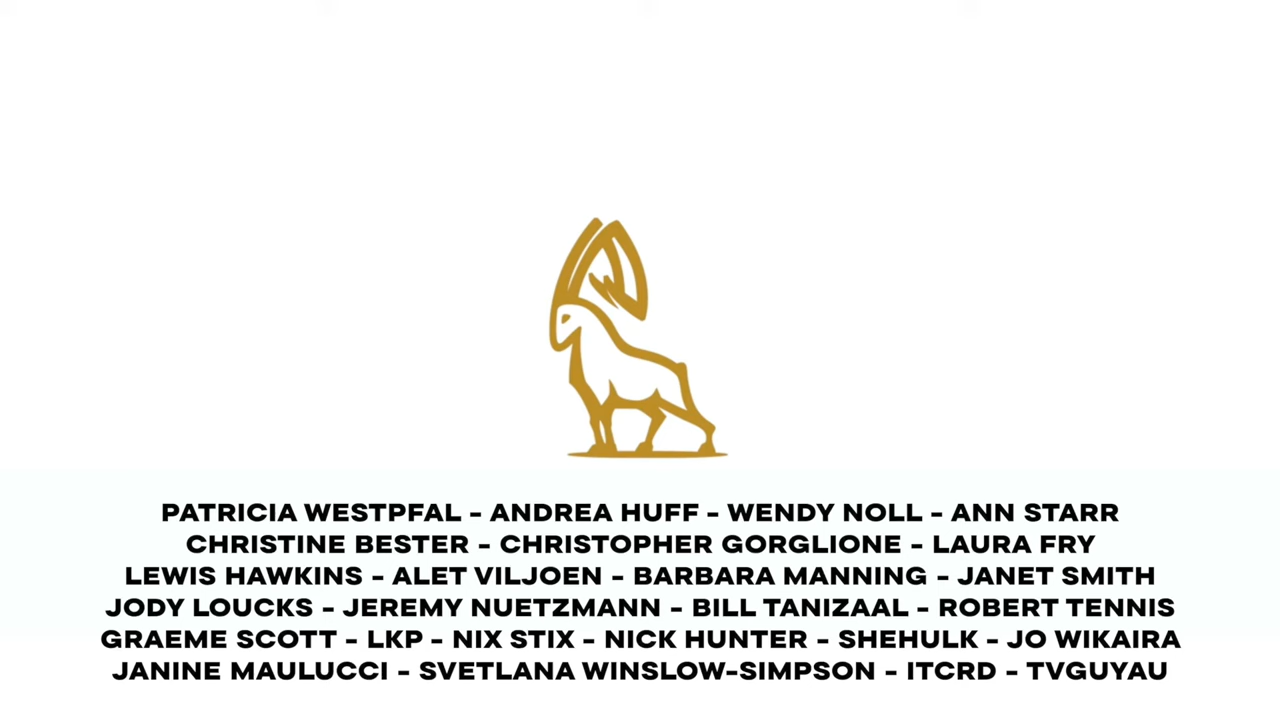 PATRICIA WESTPFAL - ANDREA HUFF - WENDY NOLL - ANN STARR
CHRISTINE BESTER - CHRISTOPHER GORGLIONE - LAURA FRY
LEWIS HAWKINS - ALET VILJOEN - BARBARA MANNING - JANET SMITH
JODY LOUCKS - JEREMY NUETZMANN - BILL TANIZAAL - ROBERT TENNIS
GRAEME SCOTT - LKP - NIX STIX - NICK HUNTER - SHEHULK - JO WIKAIRA
JANINE MAULUCCI - SVETLANA WINSLOW-SIMPSON - ITCRD - TVGUYAU